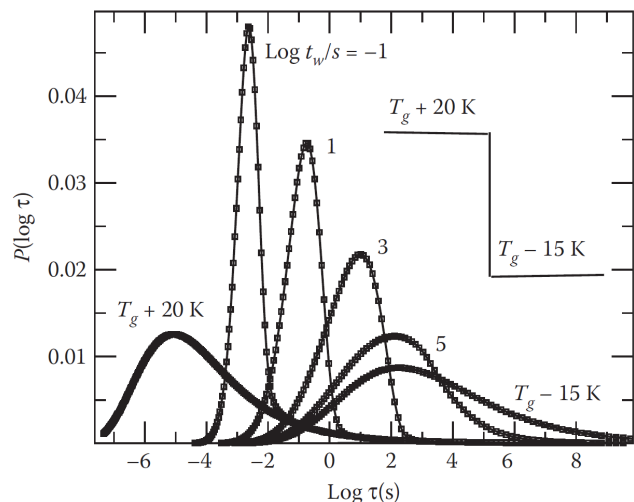 Log t_w/s = −1
0.04
T_g + 20 K
1
P(log τ)
0.03
3
0.02
T_g − 15 K
T_g + 20 K
5
0.01
T_g − 15 K
−6 −4 −2 0 2 4 6 8
Log τ(s)